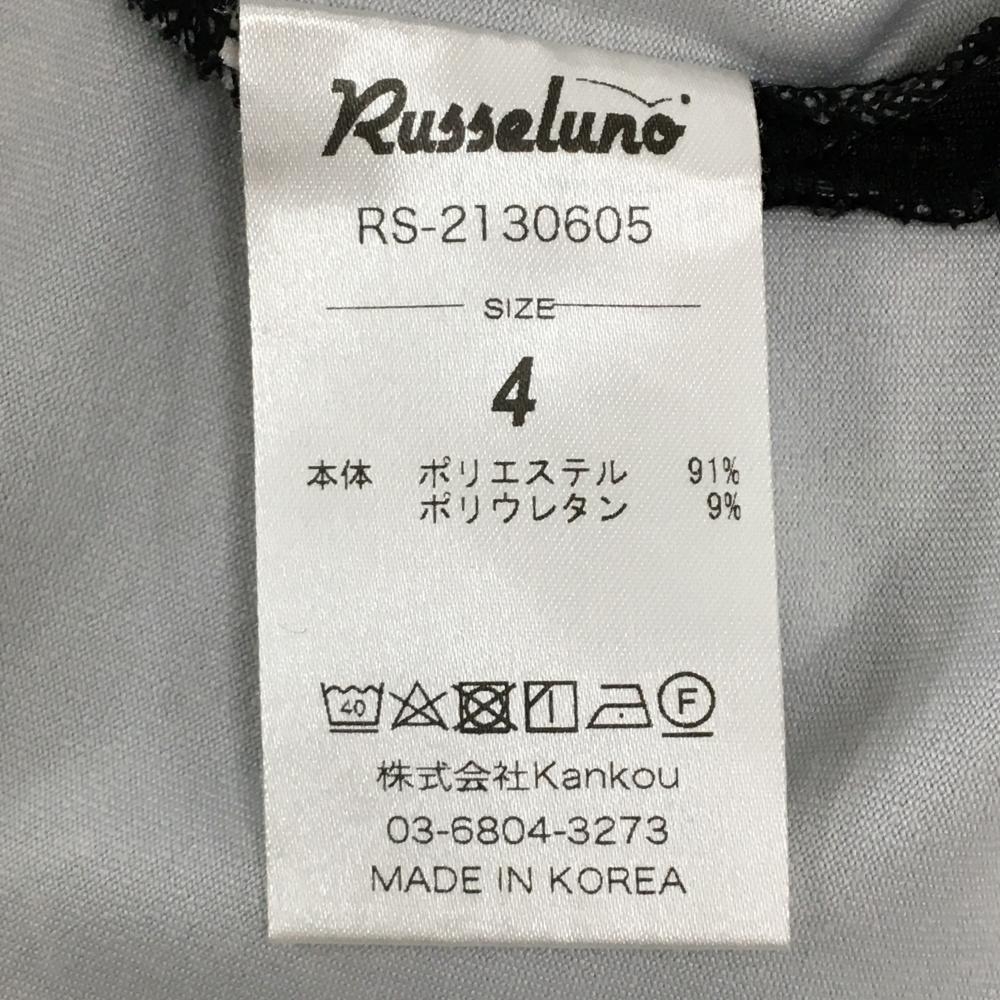 Russeluno
RS-2130605
SIZE
4
本体 ポリエステル 91%
ポリウレタン 9%
40 F
株式会社Kankou
03-6804-3273
MADE IN KOREA